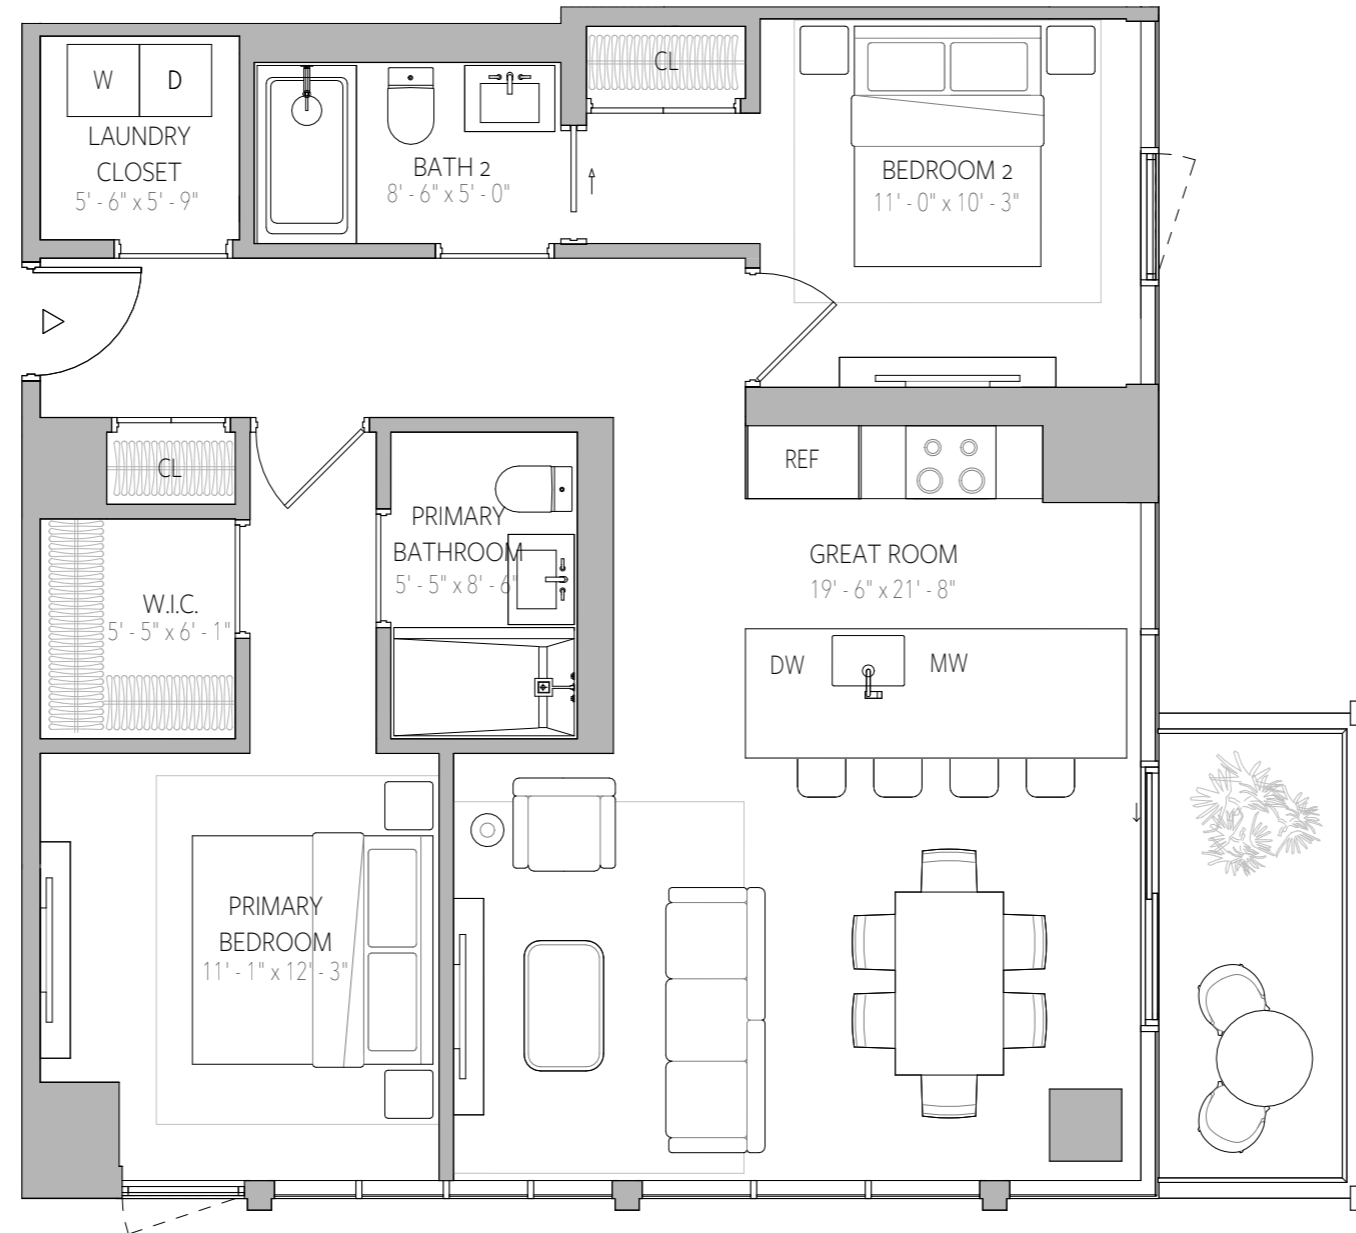 W
D
LAUNDRY
CLOSET
5' - 6" x 5' - 9"
BATH 2
8' - 6" x 5' - 0"
CL
BEDROOM 2
11' - 0" x 10' - 3"
CL
PRIMARY
BATHROOM
5' - 5" x 8' - 6"
REF
GREAT ROOM
19' - 6" x 21' - 8"
W.I.C.
5' - 5" x 6' - 1"
DW
MW
PRIMARY
BEDROOM
11' - 1" x 12' - 3"